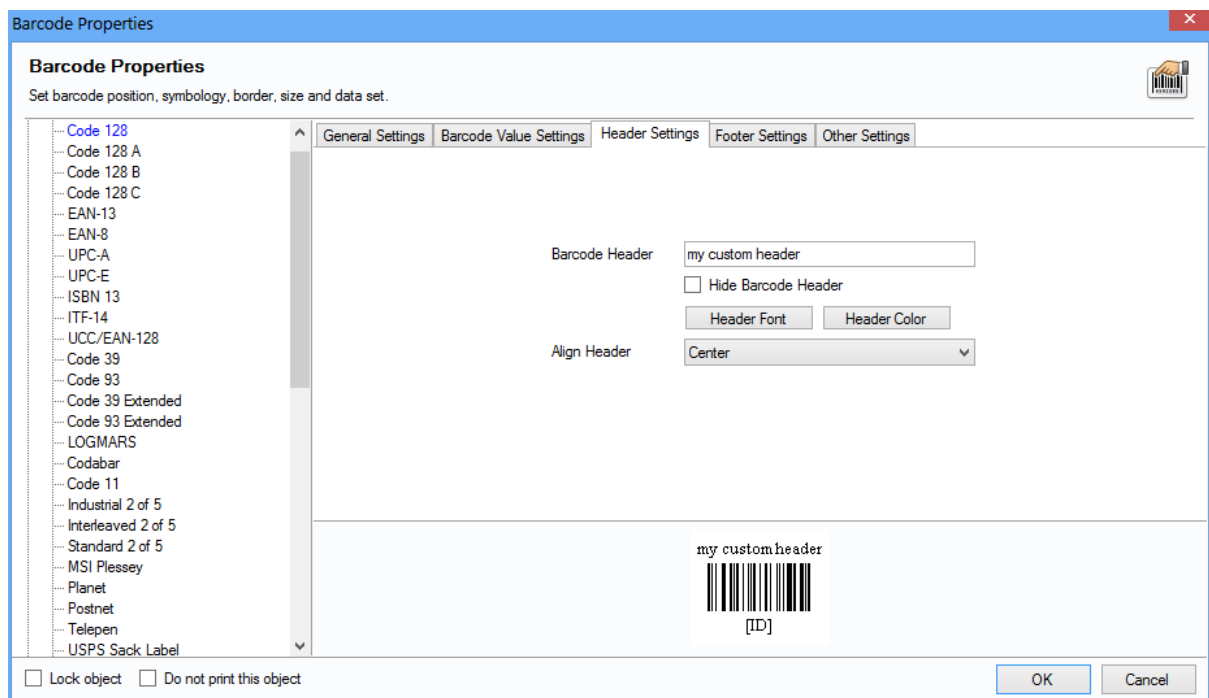 Barcode Properties
Barcode Properties
Set barcode position, symbology, border, size and data set.
Code 128
Code 128 A
Code 128 B
Code 128 C
EAN-13
EAN-8
UPC-A
UPC-E
ISBN 13
ITF-14
UCC/EAN-128
Code 39
Code 93
Code 39 Extended
Code 93 Extended
LOGMARS
Codabar
Code 11
Industrial 2 of 5
Interleaved 2 of 5
Standard 2 of 5
MSI Plessey
Planet
Postnet
Telepen
USPS Sack Label
General Settings Barcode Value Settings Header Settings Footer Settings Other Settings
Barcode Header my custom header
Hide Barcode Header
Header Font Header Color
Align Header Center
my custom header
[ID]
Lock object Do not print this object OK Cancel